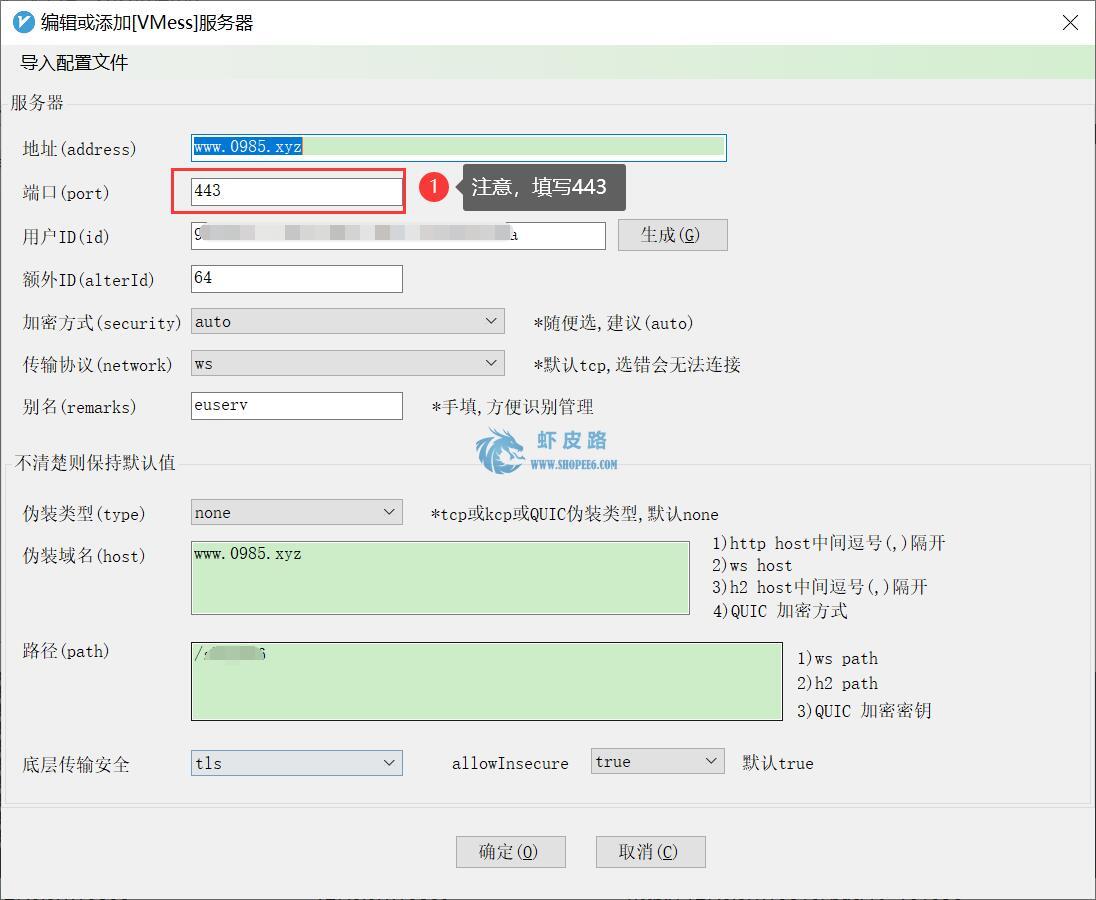 编辑或添加[VMess]服务器
导入配置文件
服务器
地址(address) www.0985.xyz
端口(port) 443 1 注意，填写443
用户ID(id) 生成(G)
额外ID(alterId) 64
加密方式(security) auto *随便选,建议(auto)
传输协议(network) ws *默认tcp,选错会无法连接
别名(remarks) euserv *手填,方便识别管理
虾皮路
WWW.SHOPEE6.COM
不清楚则保持默认值
伪装类型(type) none *tcp或kcp或QUIC伪装类型,默认none
伪装域名(host) www.0985.xyz
1)http host中间逗号(,)隔开
2)ws host
3)h2 host中间逗号(,)隔开
4)QUIC 加密方式
路径(path)
1)ws path
2)h2 path
3)QUIC 加密密钥
底层传输安全 tls allowInsecure true 默认true
确定(O) 取消(C)